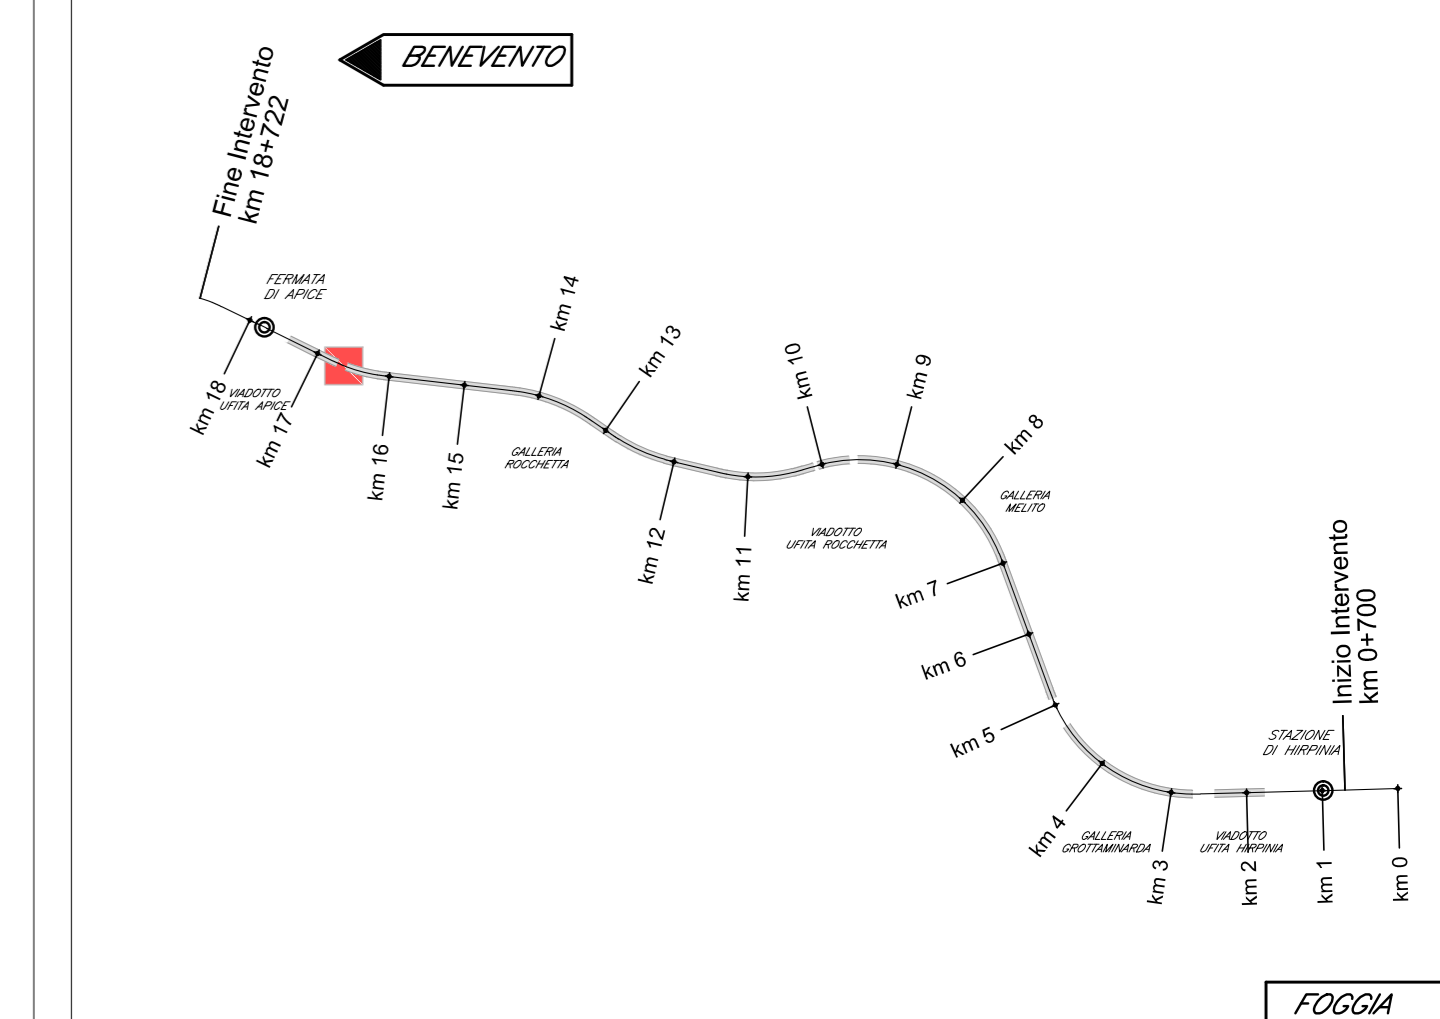 BENEVENTO
Fine Intervento
km 18+722
FERMATA
DI APICE
km 18
VIADOTTO
UFITA APICE
km 17
km 16
km 15
GALLERIA
ROCCHETTA
km 14
km 13
km 12
km 11
km 10
VIADOTTO
UFITA ROCCHETTA
km 9
km 8
GALLERIA
MELITO
km 7
km 6
km 5
km 4
GALLERIA
GROTTAMINARDA
km 3
VIADOTTO
UFITA HIRPINIA
km 2
STAZIONE
DI HIRPINIA
Inizio Intervento
km 0+700
km 1
km 0
FOGGIA